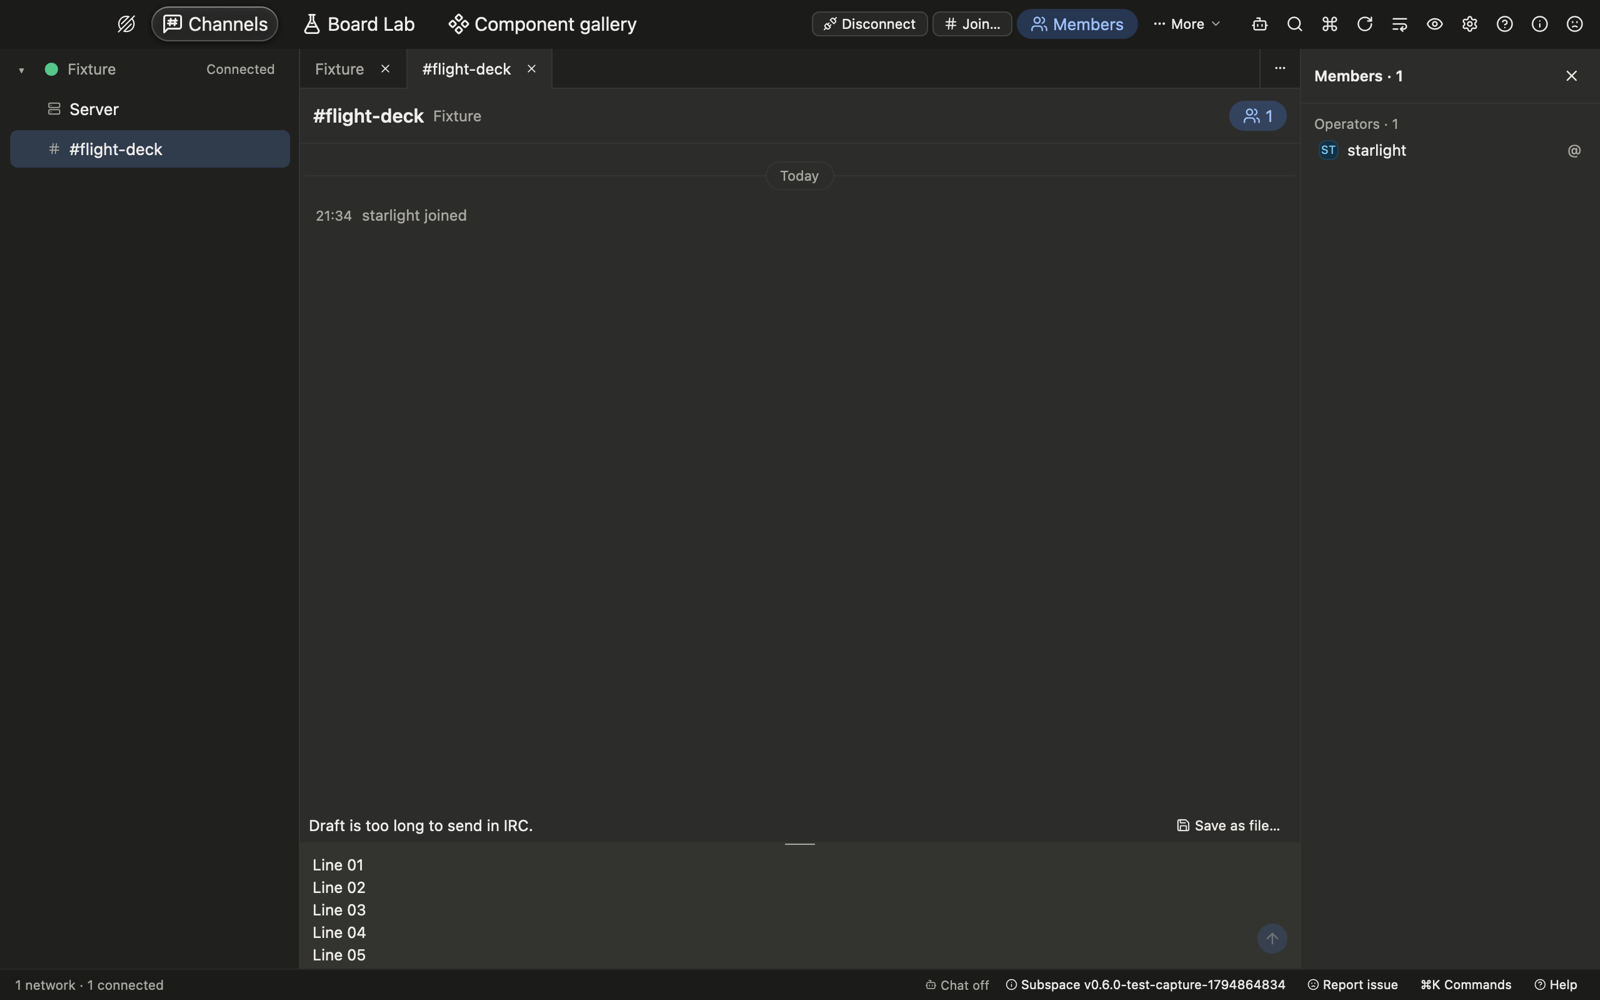 Channels
Board Lab
Component gallery
Disconnect
# Join...
Members
··· More
Fixture
Connected
Server
# #flight-deck
Fixture ×
#flight-deck ×
···
#flight-deck Fixture
1
Today
21:34 starlight joined
Draft is too long to send in IRC.
Save as file...
Line 01
Line 02
Line 03
Line 04
Line 05
Members · 1
Operators · 1
ST starlight @
1 network · 1 connected
Chat off
Subspace v0.6.0-test-capture-1794864834
Report issue
⌘K Commands
Help